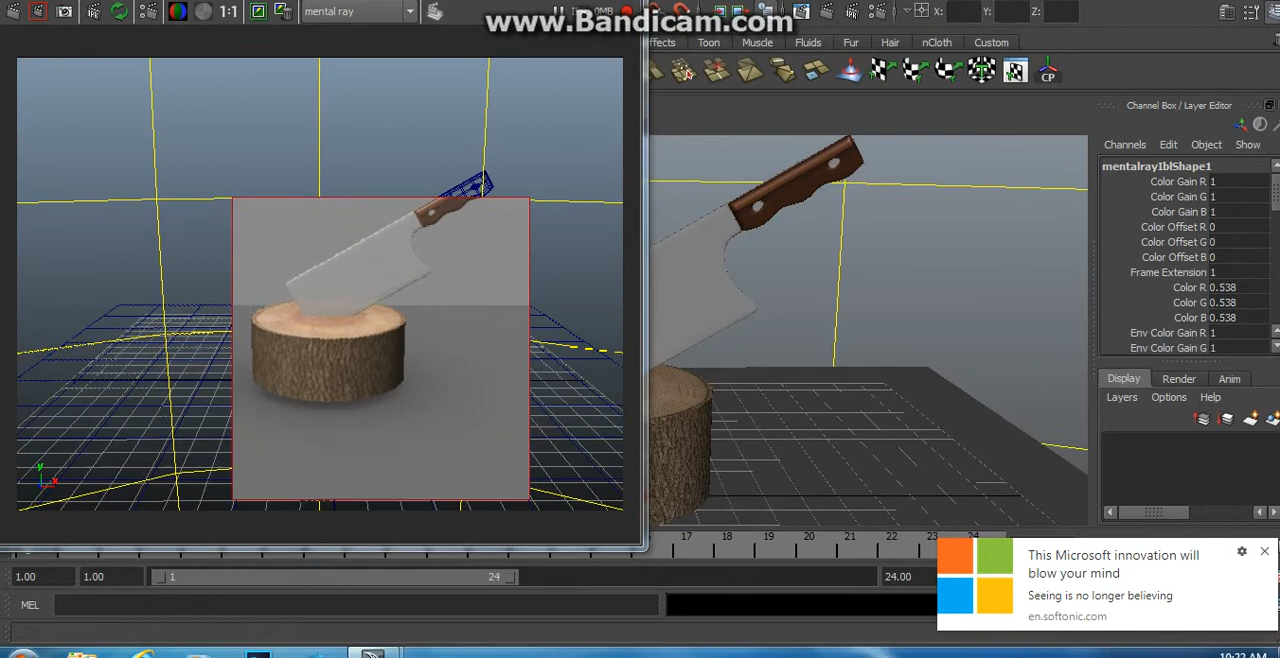 www.Bandicam.com
1:1
mental ray
X:
Y:
Z:
Toon
Muscle
Fluids
Fur
Hair
nCloth
Custom
CP
Channel Box / Layer Editor
Channels Edit Object Show
mentalrayIblShape1
Color Gain R 1
Color Gain G 1
Color Gain B 1
Color Offset R 0
Color Offset G 0
Color Offset B 0
Frame Extension 1
Color R 0.538
Color G 0.538
Color B 0.538
Env Color Gain R 1
Env Color Gain G 1
Display Render Anim
Layers Options Help
y
x
17 18 19 20 21 22 23 24
1.00 1.00 1 24 24.00
MEL
This Microsoft innovation will
blow your mind
Seeing is no longer believing
en.softonic.com
10:22 AM